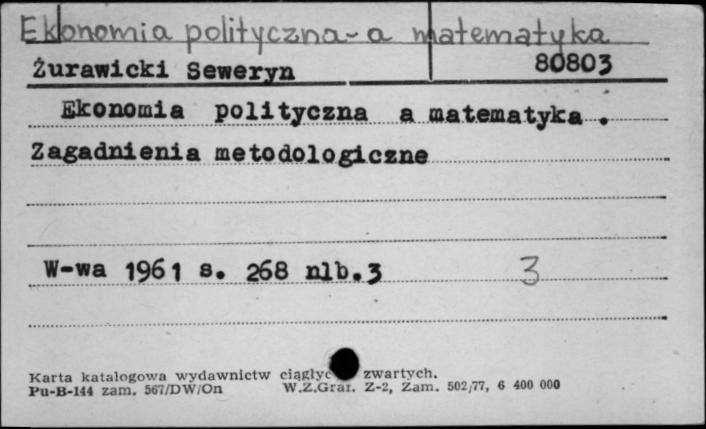 Ekonomia polityczna - a matematyka
Żurawicki Seweryn 80803
Ekonomia polityczna a matematyka.
Zagadnienia metodologiczne
W-wa 1961 s. 268 nlb.3 3
Karta katalogowa wydawnictw zwartych.
Pu-B-144 zam. 567/DW/On W.Z.Graf. Z-2, Zam. 502/77, 6 400 000